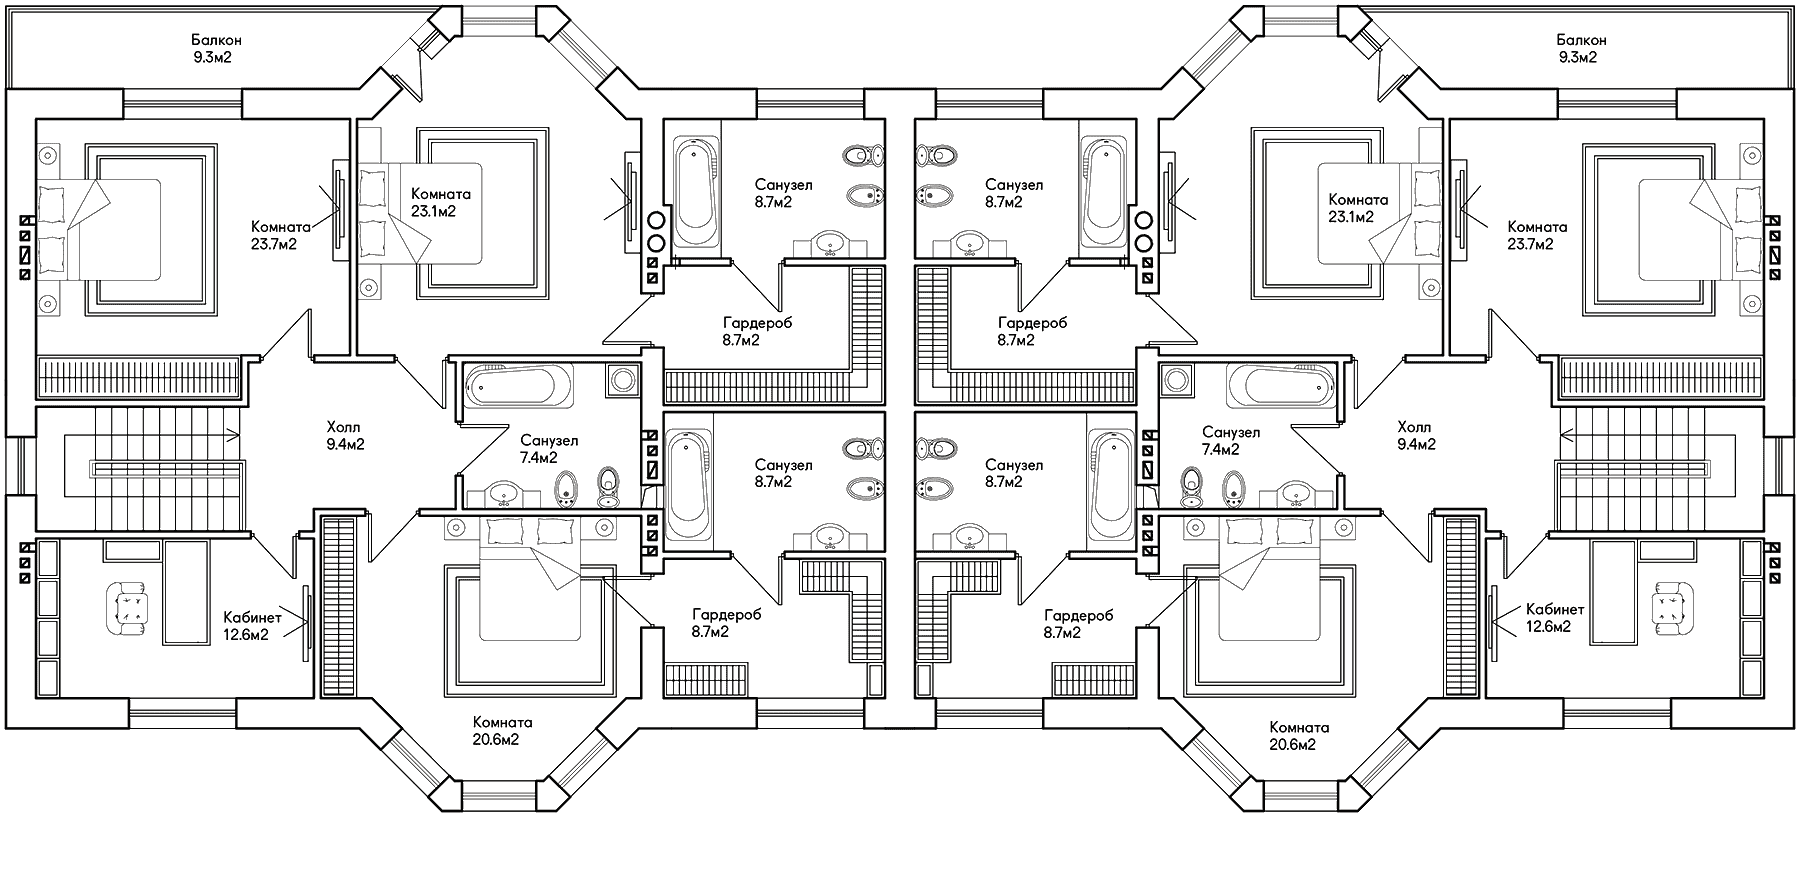 Балкон
9.3м2
Балкон
9.3м2
Комната
23.7м2
Комната
23.1м2
Санузел
8.7м2
Санузел
8.7м2
Комната
23.1м2
Комната
23.7м2
Гардероб
8.7м2
Гардероб
8.7м2
Холл
9.4м2
Санузел
7.4м2
Санузел
8.7м2
Санузел
8.7м2
Санузел
7.4м2
Холл
9.4м2
Кабинет
12.6м2
Гардероб
8.7м2
Гардероб
8.7м2
Кабинет
12.6м2
Комната
20.6м2
Комната
20.6м2